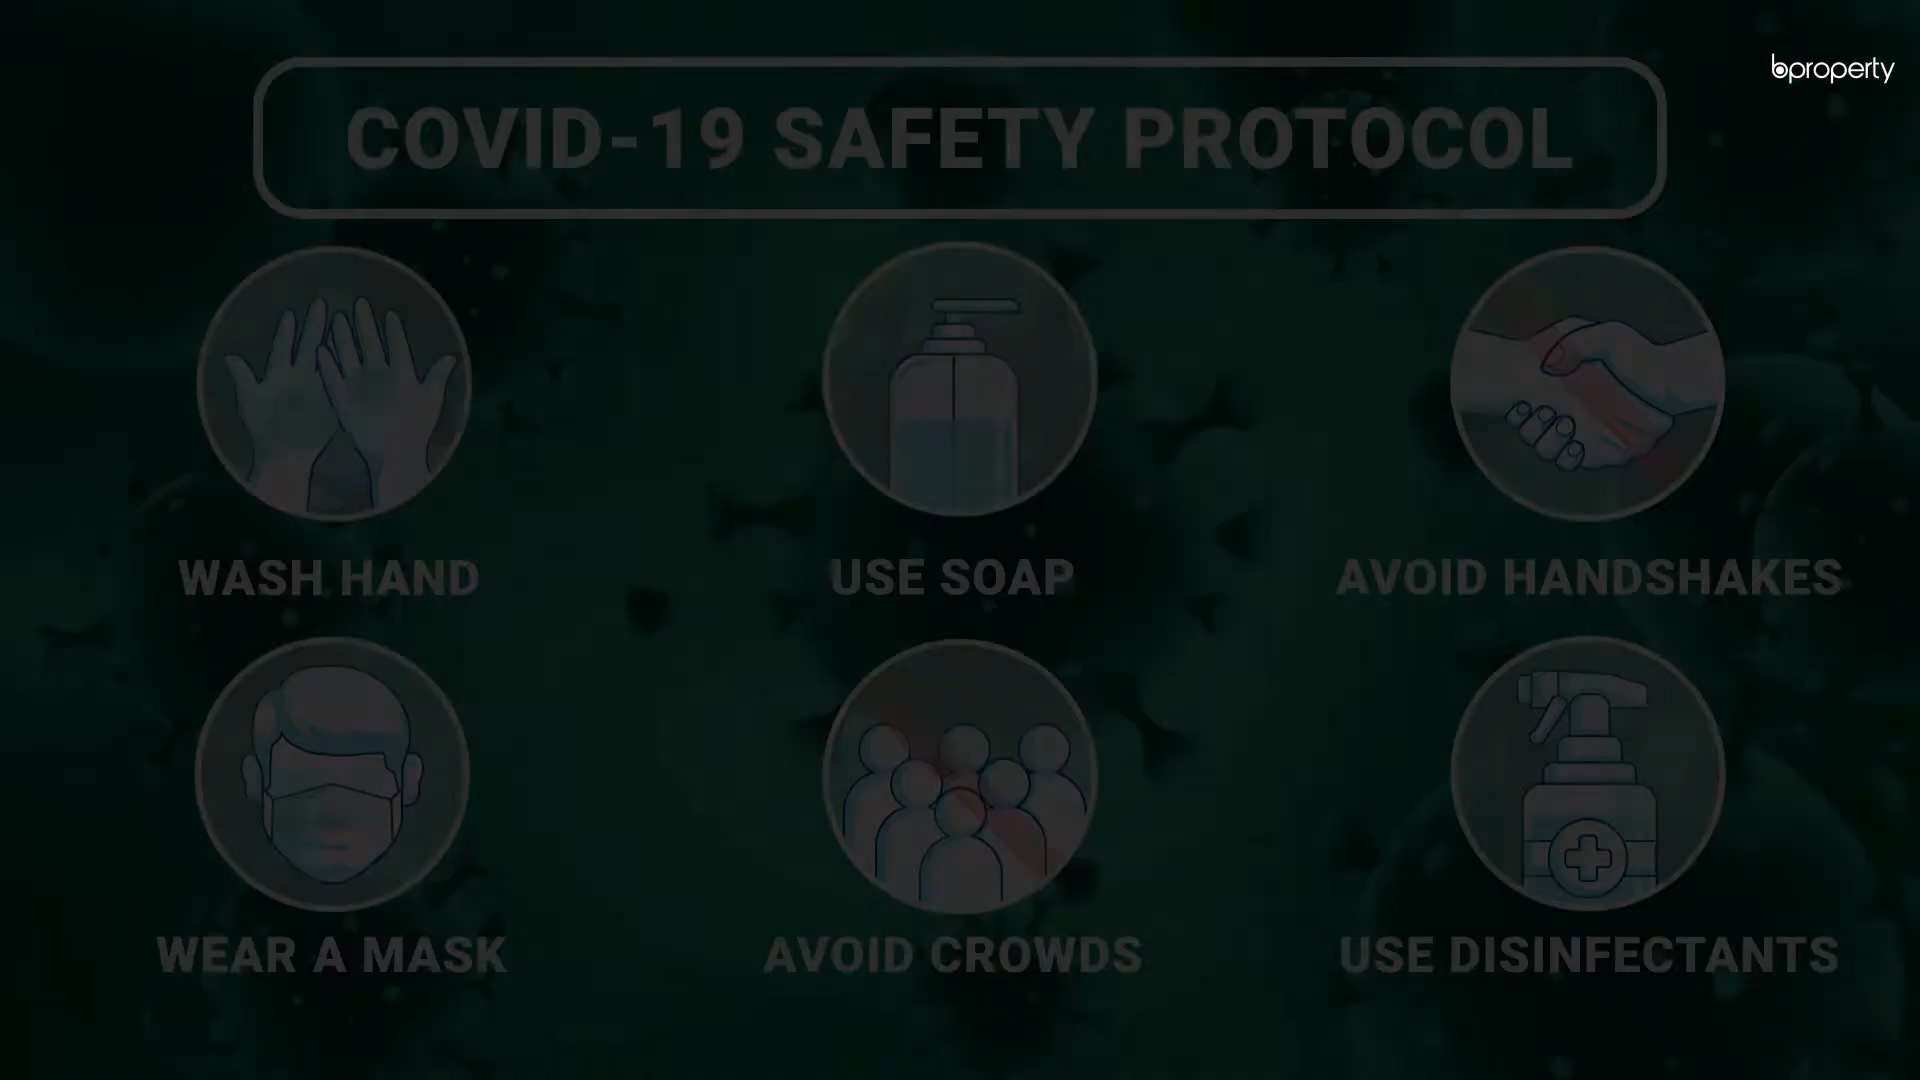 bproperty
COVID-19 SAFETY PROTOCOL
WASH HAND
USE SOAP
AVOID HANDSHAKES
WEAR A MASK
AVOID CROWDS
USE DISINFECTANTS